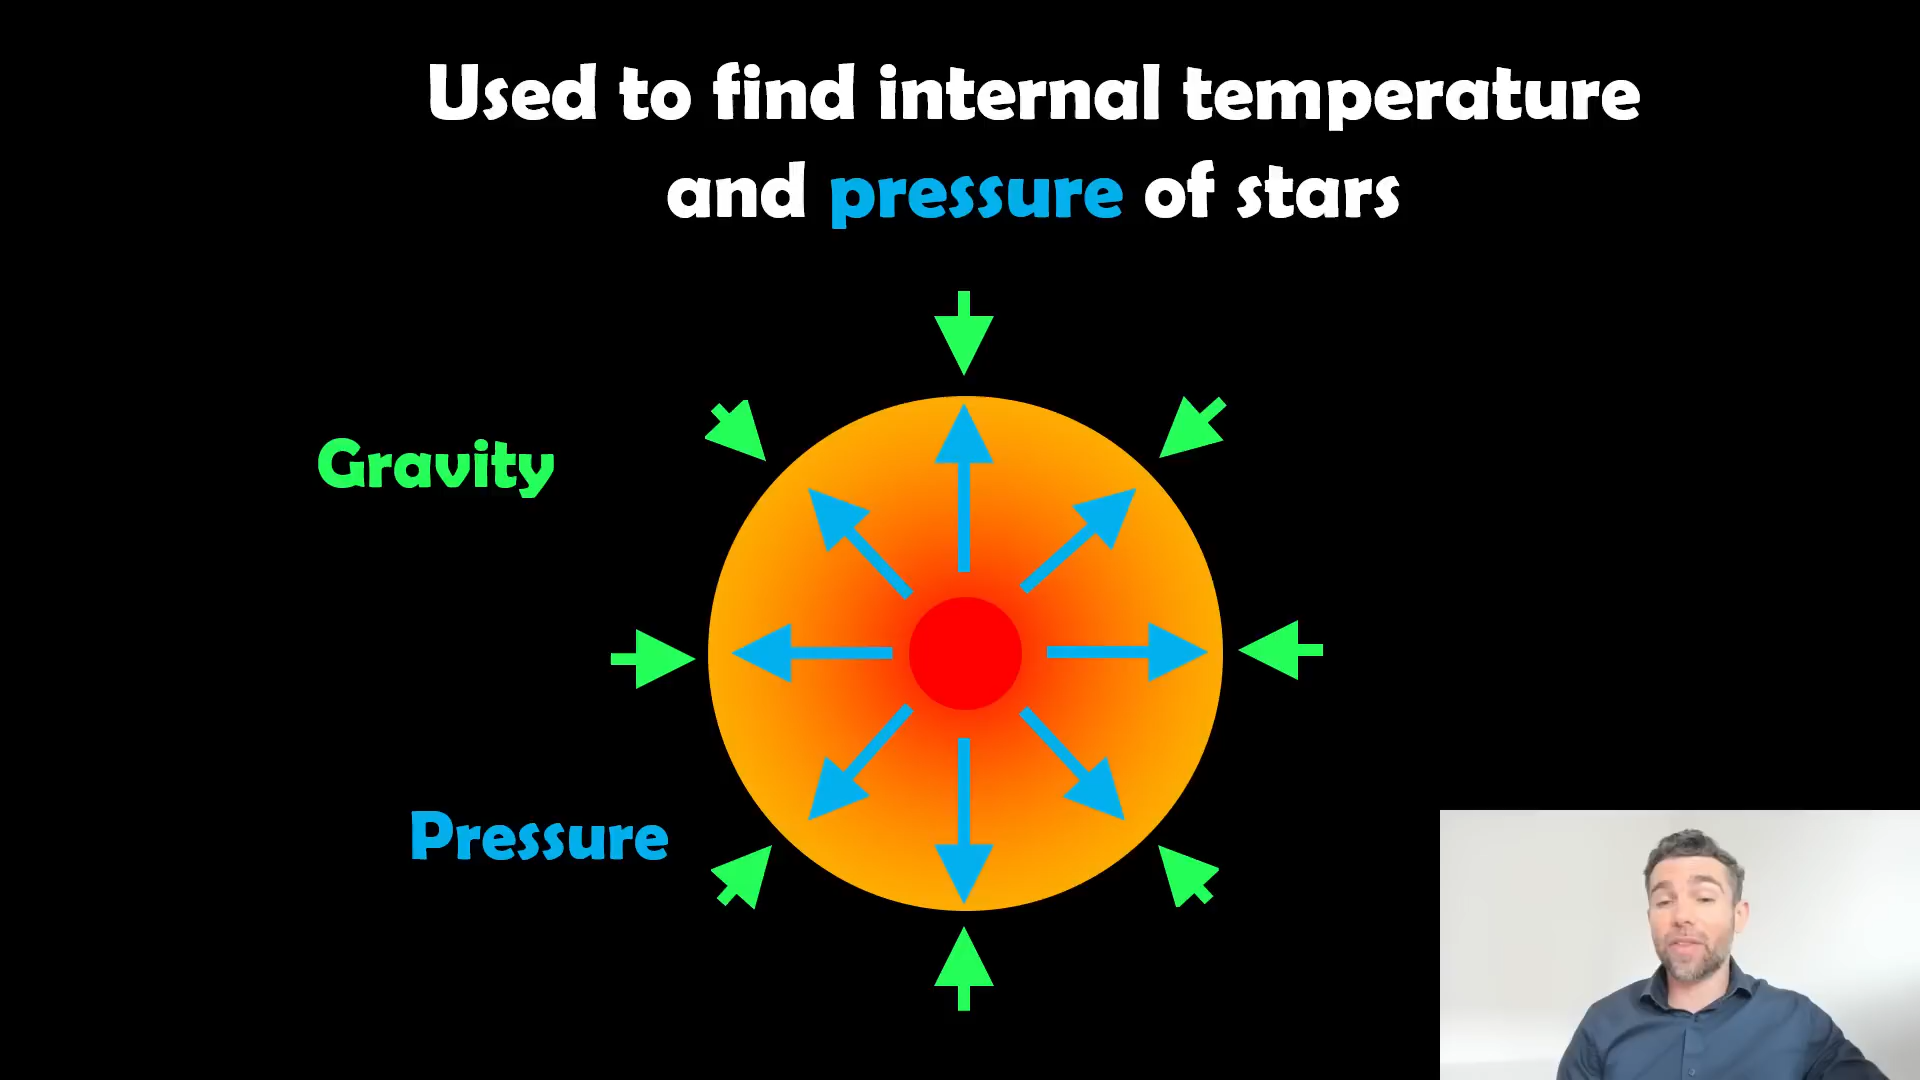 Used to find internal temperature
and pressure of stars
Gravity
Pressure